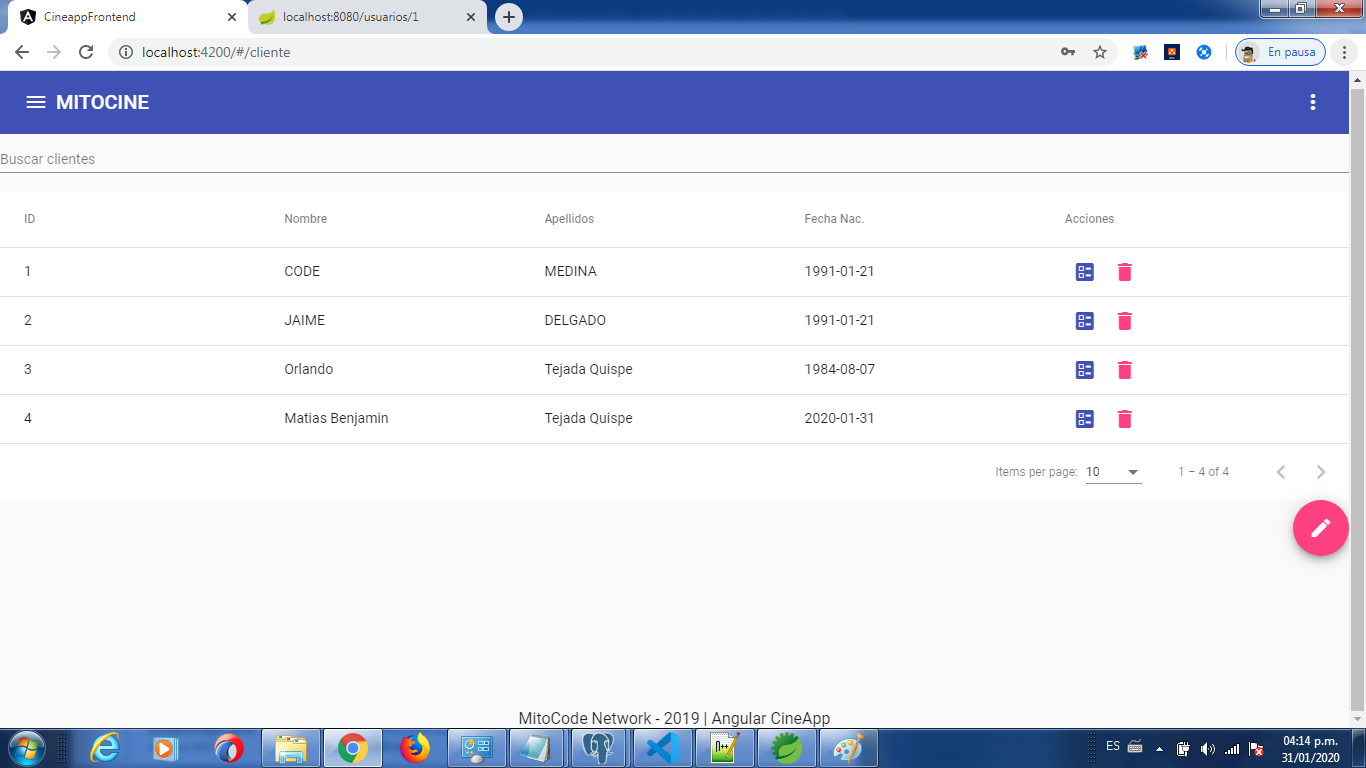 CineappFrontend
localhost:8080/usuarios/1
localhost:4200/#/cliente
En pausa
MITOCINE
Buscar clientes
ID Nombre Apellidos Fecha Nac. Acciones
1 CODE MEDINA 1991-01-21
2 JAIME DELGADO 1991-01-21
3 Orlando Tejada Quispe 1984-08-07
4 Matias Benjamin Tejada Quispe 2020-01-31
Items per page: 10 1 – 4 of 4
MitoCode Network - 2019 | Angular CineApp
ES
04:14 p.m.
31/01/2020